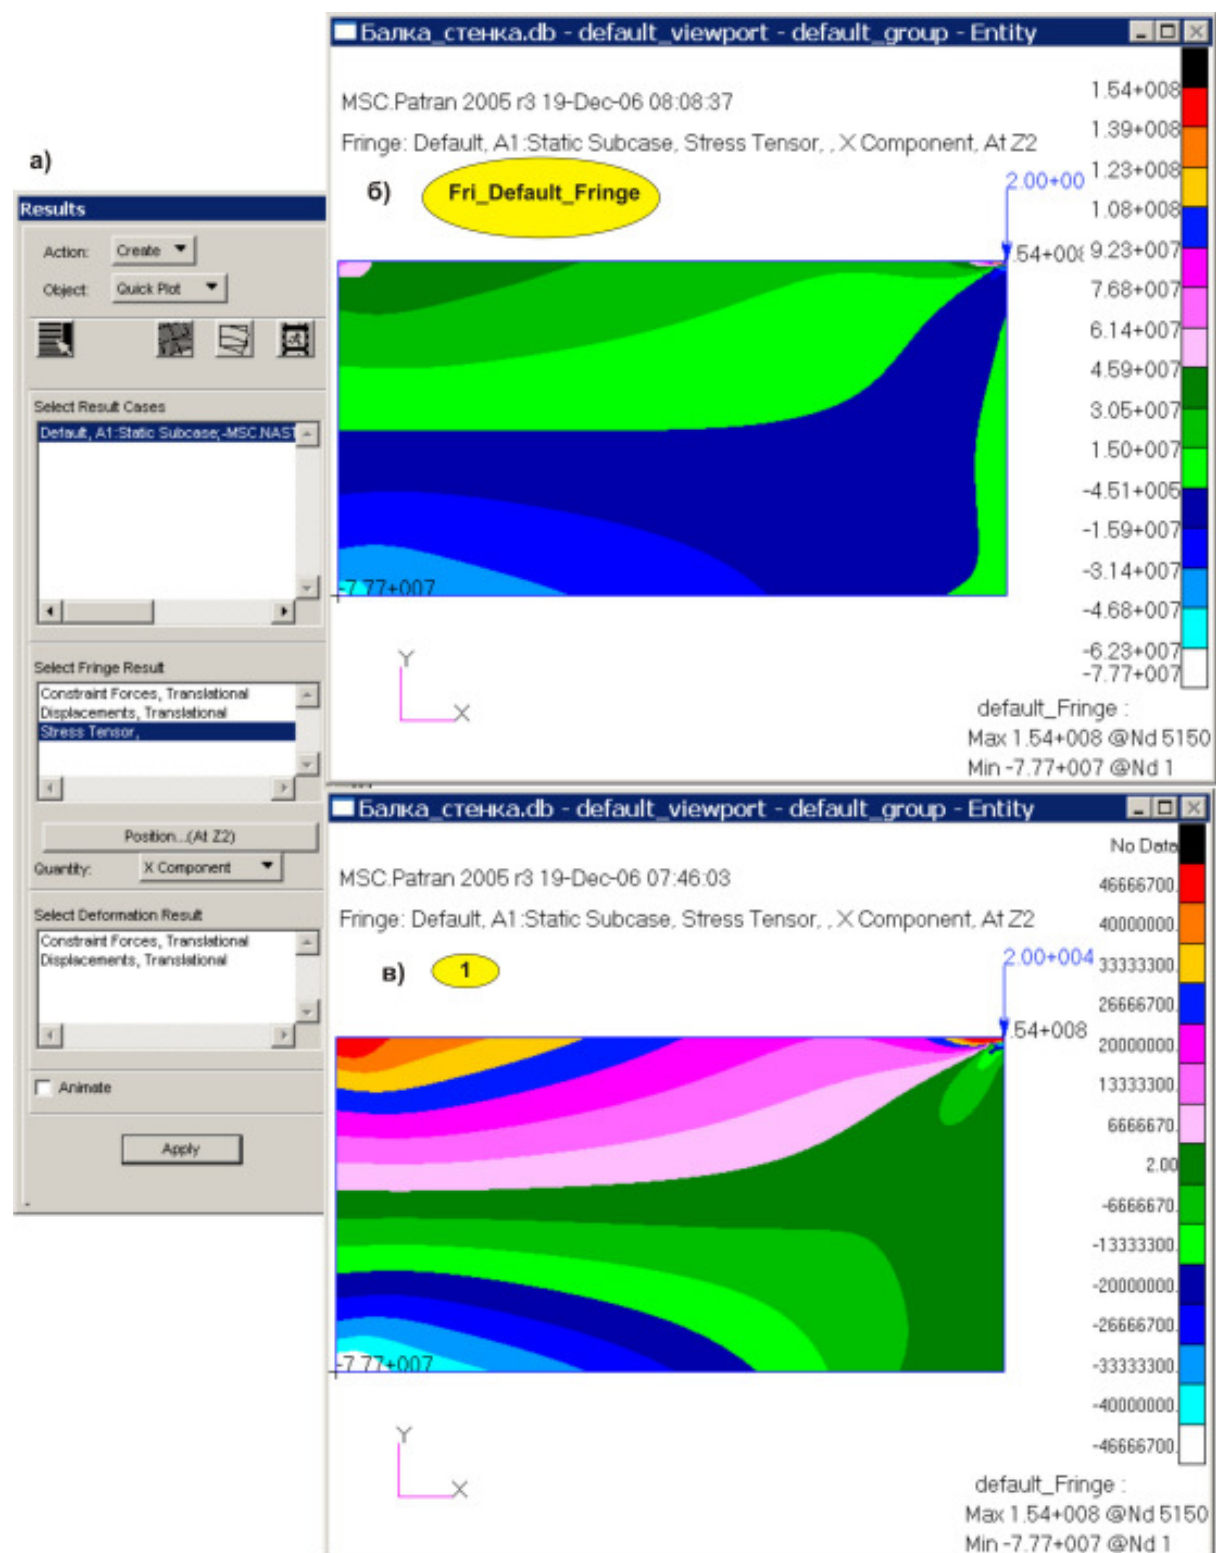 а)
Results
Action: Create
Object: Quick Plot
Select Result Cases
Default, A1:Static Subcase;-MSC.NAST
Select Fringe Result
Constraint Forces, Translational
Displacements, Translational
Stress Tensor,
Position...(At Z2)
Quantity: X Component
Select Deformation Result
Constraint Forces, Translational
Displacements, Translational
Animate
Apply
-
Балка_стенка.db - default_viewport - default_group - Entity
MSC.Patran 2005 r3 19-Dec-06 08:08:37
Fringe: Default, A1:Static Subcase, Stress Tensor, , X Component, At Z2
б) Fri_Default_Fringe
2.00+00
.54+008
-7.77+007
Y
X
1.54+008
1.39+008
1.23+008
1.08+008
9.23+007
7.68+007
6.14+007
4.59+007
3.05+007
1.50+007
-4.51+005
-1.59+007
-3.14+007
-4.68+007
-6.23+007
-7.77+007
default_Fringe :
Max 1.54+008 @Nd 5150
Min -7.77+007 @Nd 1
Балка_стенка.db - default_viewport - default_group - Entity
MSC.Patran 2005 r3 19-Dec-06 07:46:03
Fringe: Default, A1:Static Subcase, Stress Tensor, , X Component, At Z2
в) 1
2.00+004
.54+008
-7.77+007
Y
X
No Data
46666700.
40000000.
33333300.
26666700.
20000000.
13333300.
6666670.
2.00
-6666670.
-13333300.
-20000000.
-26666700.
-33333300.
-40000000.
-46666700.
default_Fringe :
Max 1.54+008 @Nd 5150
Min -7.77+007 @Nd 1